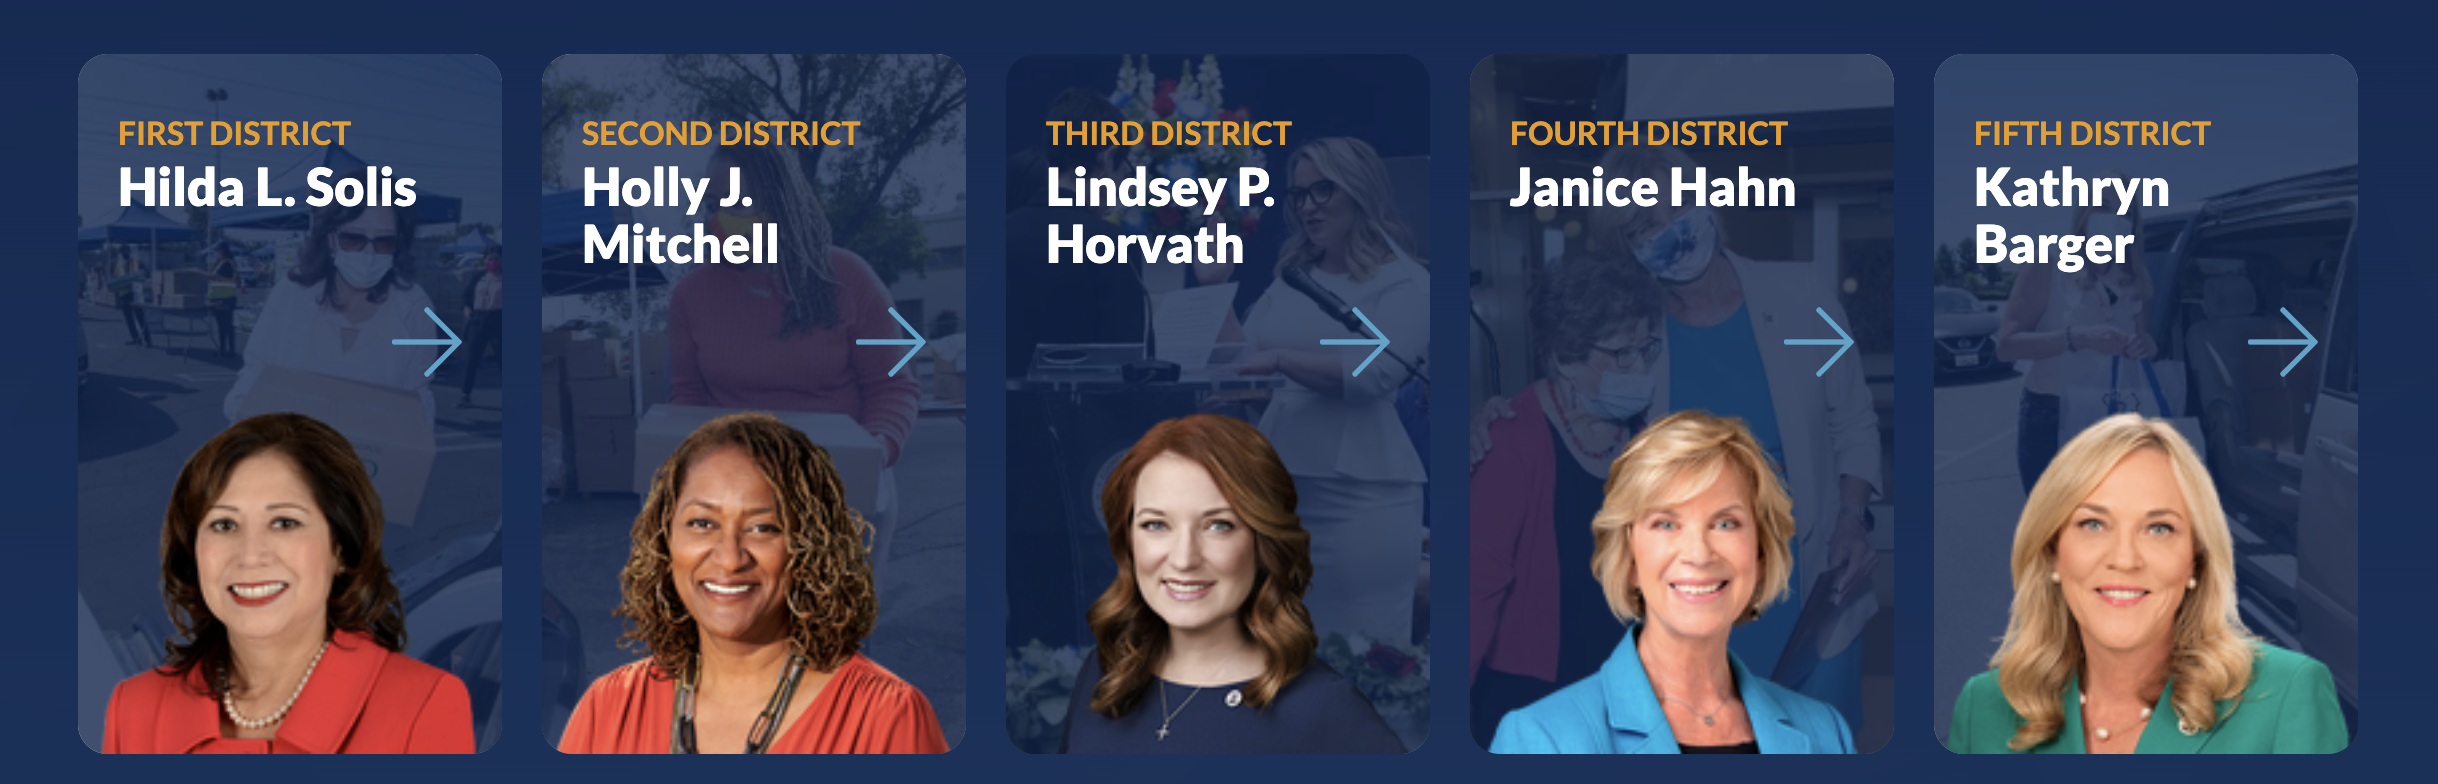 FIRST DISTRICT
Hilda L. Solis
SECOND DISTRICT
Holly J.
Mitchell
THIRD DISTRICT
Lindsey P.
Horvath
FOURTH DISTRICT
Janice Hahn
FIFTH DISTRICT
Kathryn
Barger